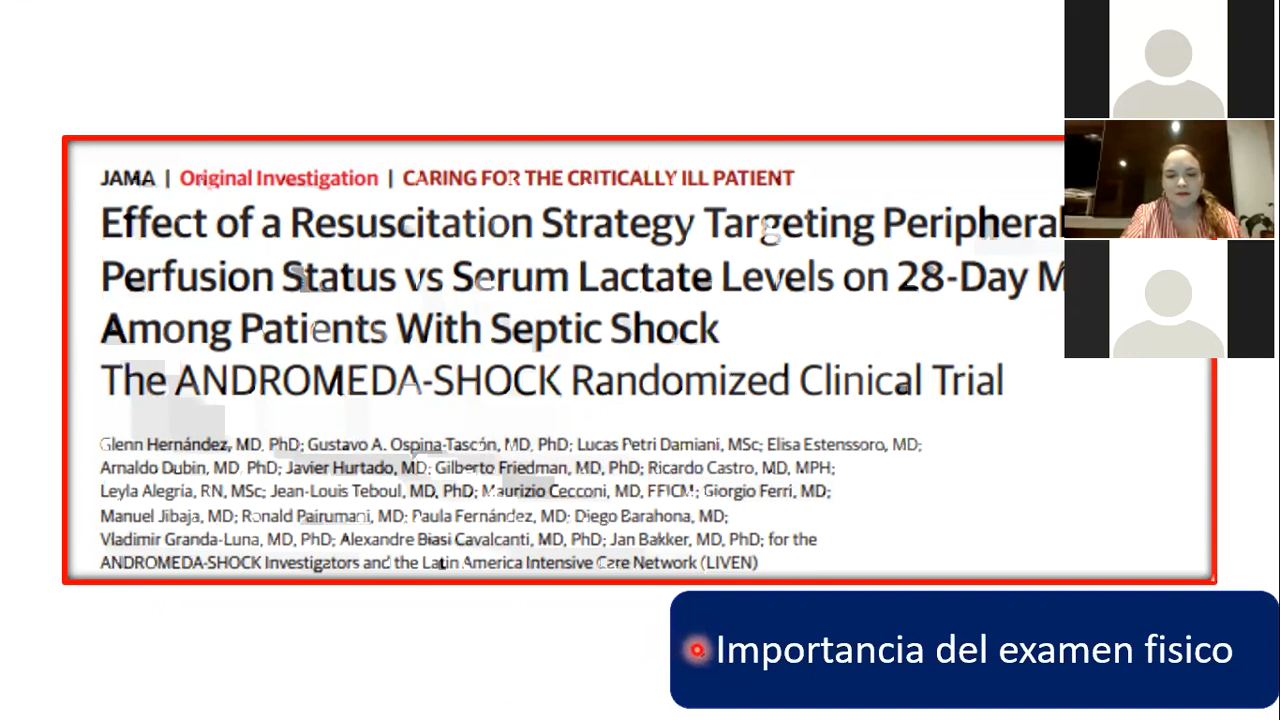 JAMA | Original Investigation | CARING FOR THE CRITICALLY ILL PATIENT
Effect of a Resuscitation Strategy Targeting Peripheral
Perfusion Status vs Serum Lactate Levels on 28-Day M
Among Patients With Septic Shock
The ANDROMEDA-SHOCK Randomized Clinical Trial
Glenn Hernández, MD, PhD; Gustavo A. Ospina-Tascón, MD, PhD; Lucas Petri Damiani, MSc; Elisa Estenssoro, MD;
Arnaldo Dubin, MD, PhD; Javier Hurtado, MD; Gilberto Friedman, MD, PhD; Ricardo Castro, MD, MPH;
Leyla Alegría, RN, MSc; Jean-Louis Teboul, MD, PhD; Maurizio Cecconi, MD, FFICM; Giorgio Ferri, MD;
Manuel Jibaja, MD; Ronald Pairumani, MD; Paula Fernández, MD; Diego Barahona, MD;
Vladimir Granda-Luna, MD, PhD; Alexandre Biasi Cavalcanti, MD, PhD; Jan Bakker, MD, PhD; for the
ANDROMEDA-SHOCK Investigators and the Latin America Intensive Care Network (LIVEN)
Importancia del examen fisico